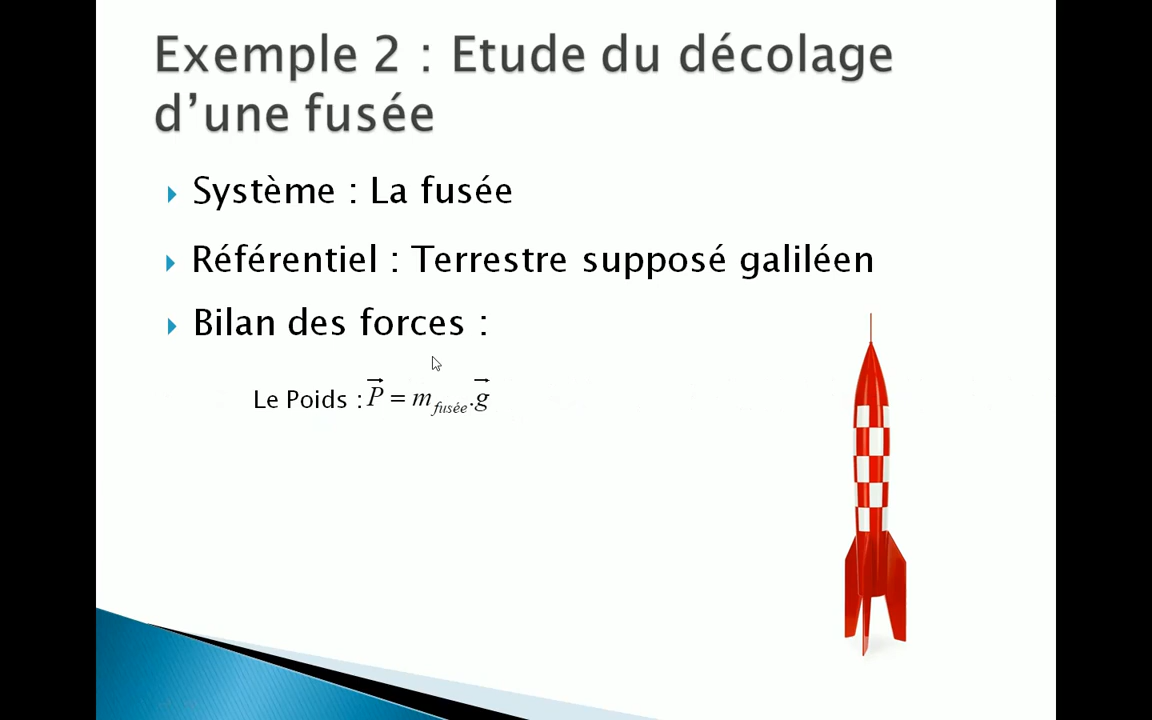 Exemple 2 : Etude du décolage
d’une fusée
Système : La fusée
Référentiel : Terrestre supposé galiléen
Bilan des forces :
Le Poids : P⃗ = m_fusée.g⃗